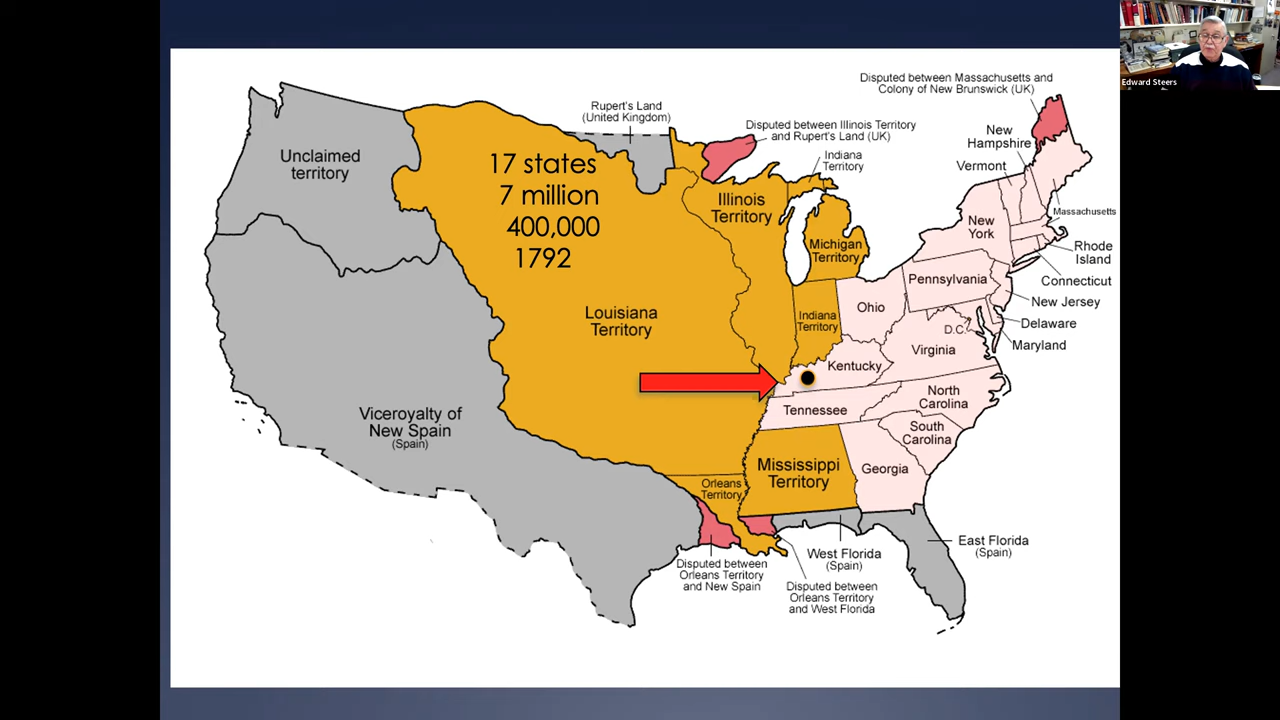 Edward Steers
Disputed between Massachusetts and
Colony of New Brunswick (UK)
Rupert's Land
(United Kingdom)
Disputed between Illinois Territory
and Rupert's Land (UK)
New
Hampshire
Vermont
Unclaimed
territory
17 states
7 million
400,000
1792
Indiana
Territory
Illinois
Territory
Massachusetts
New
York
Michigan
Territory
Rhode
Island
Connecticut
Pennsylvania
New Jersey
Ohio
Louisiana
Territory
Indiana
Territory
D.C.
Delaware
Maryland
Virginia
Kentucky
North
Carolina
Tennessee
Viceroyalty of
New Spain
(Spain)
South
Carolina
Mississippi
Territory
Georgia
Orleans
Territory
West Florida
(Spain)
East Florida
(Spain)
Disputed between
Orleans Territory
and New Spain
Disputed between
Orleans Territory
and West Florida